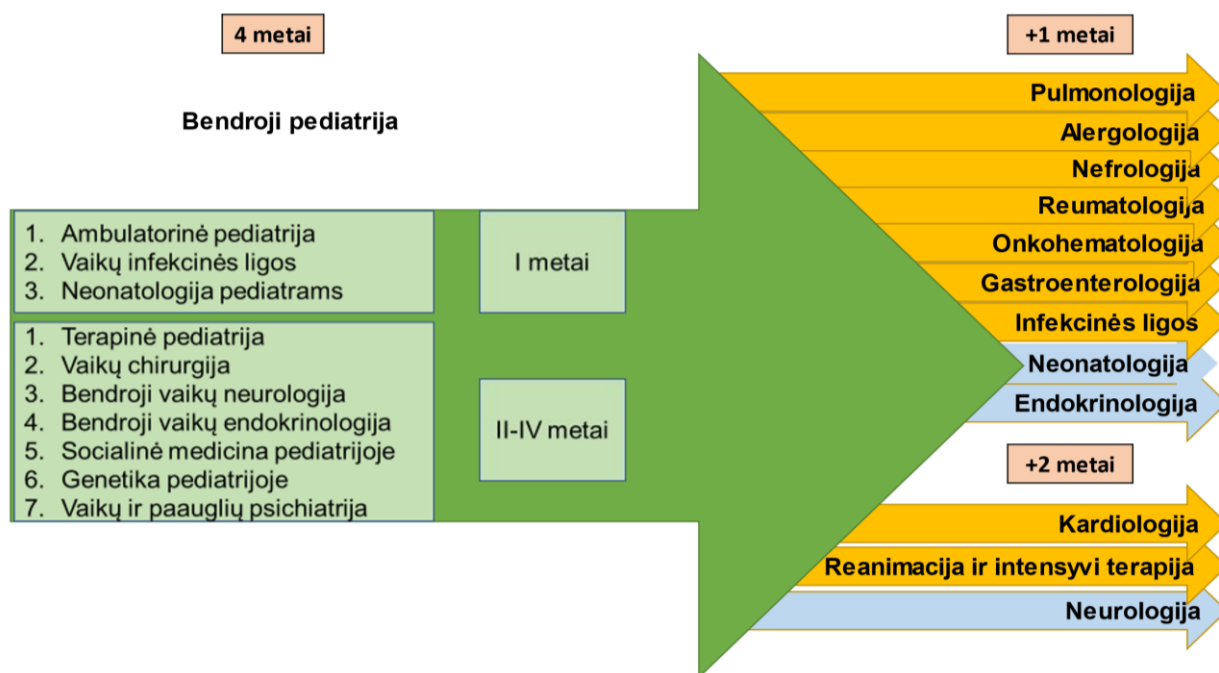 4 metai
Bendroji pediatrija
1. Ambulatorinė pediatrija
2. Vaikų infekcinės ligos
3. Neonatologija pediatrams
I metai
1. Terapinė pediatrija
2. Vaikų chirurgija
3. Bendroji vaikų neurologija
4. Bendroji vaikų endokrinologija
5. Socialinė medicina pediatrijoje
6. Genetika pediatrijoje
7. Vaikų ir paauglių psichiatrija
II-IV metai
+1 metai
Pulmonologija
Alergologija
Nefrologija
Reumatologija
Onkohematologija
Gastroenterologija
Infekcinės ligos
Neonatologija
Endokrinologija
+2 metai
Kardiologija
Reanimacija ir intensyvi terapija
Neurologija